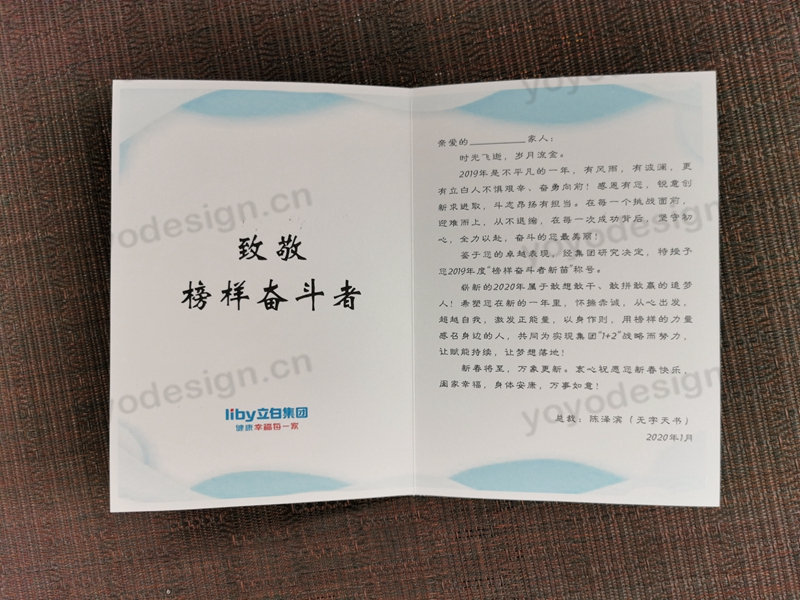 致敬
榜样奋斗者
liby立白集团
健康幸福每一家
亲爱的________家人：
时光飞逝，岁月流金。
2019年是不平凡的一年，有风雨，有波澜，更
有立白人不惧艰辛、奋勇向前！感恩有您，锐意创
新求进取，斗志昂扬有担当。在每一个挑战面前，
迎难而上，从不退缩，在每一次成功背后，坚守初
心，全力以赴，奋斗的您最美丽！
鉴于您的卓越表现，经集团研究决定，特授予
您2019年度“榜样奋斗者新苗”称号。
崭新的2020年属于敢想敢干、敢拼敢赢的追梦
人！希望您在新的一年里，怀揣赤诚，从心出发，
超越自我，激发正能量，以身作则，用榜样的力量
感召身边的人，共同为实现集团“1+2”战略而努力，
让赋能持续，让梦想落地！
新春将至，万象更新。衷心祝愿您新春快乐，
阖家幸福，身体安康，万事如意！
总裁：陈泽滨（无字天书）
2020年1月
yoyodesign.cn
yoyodesign.cn
yoyodesign
yoyodesign
yoyodesign